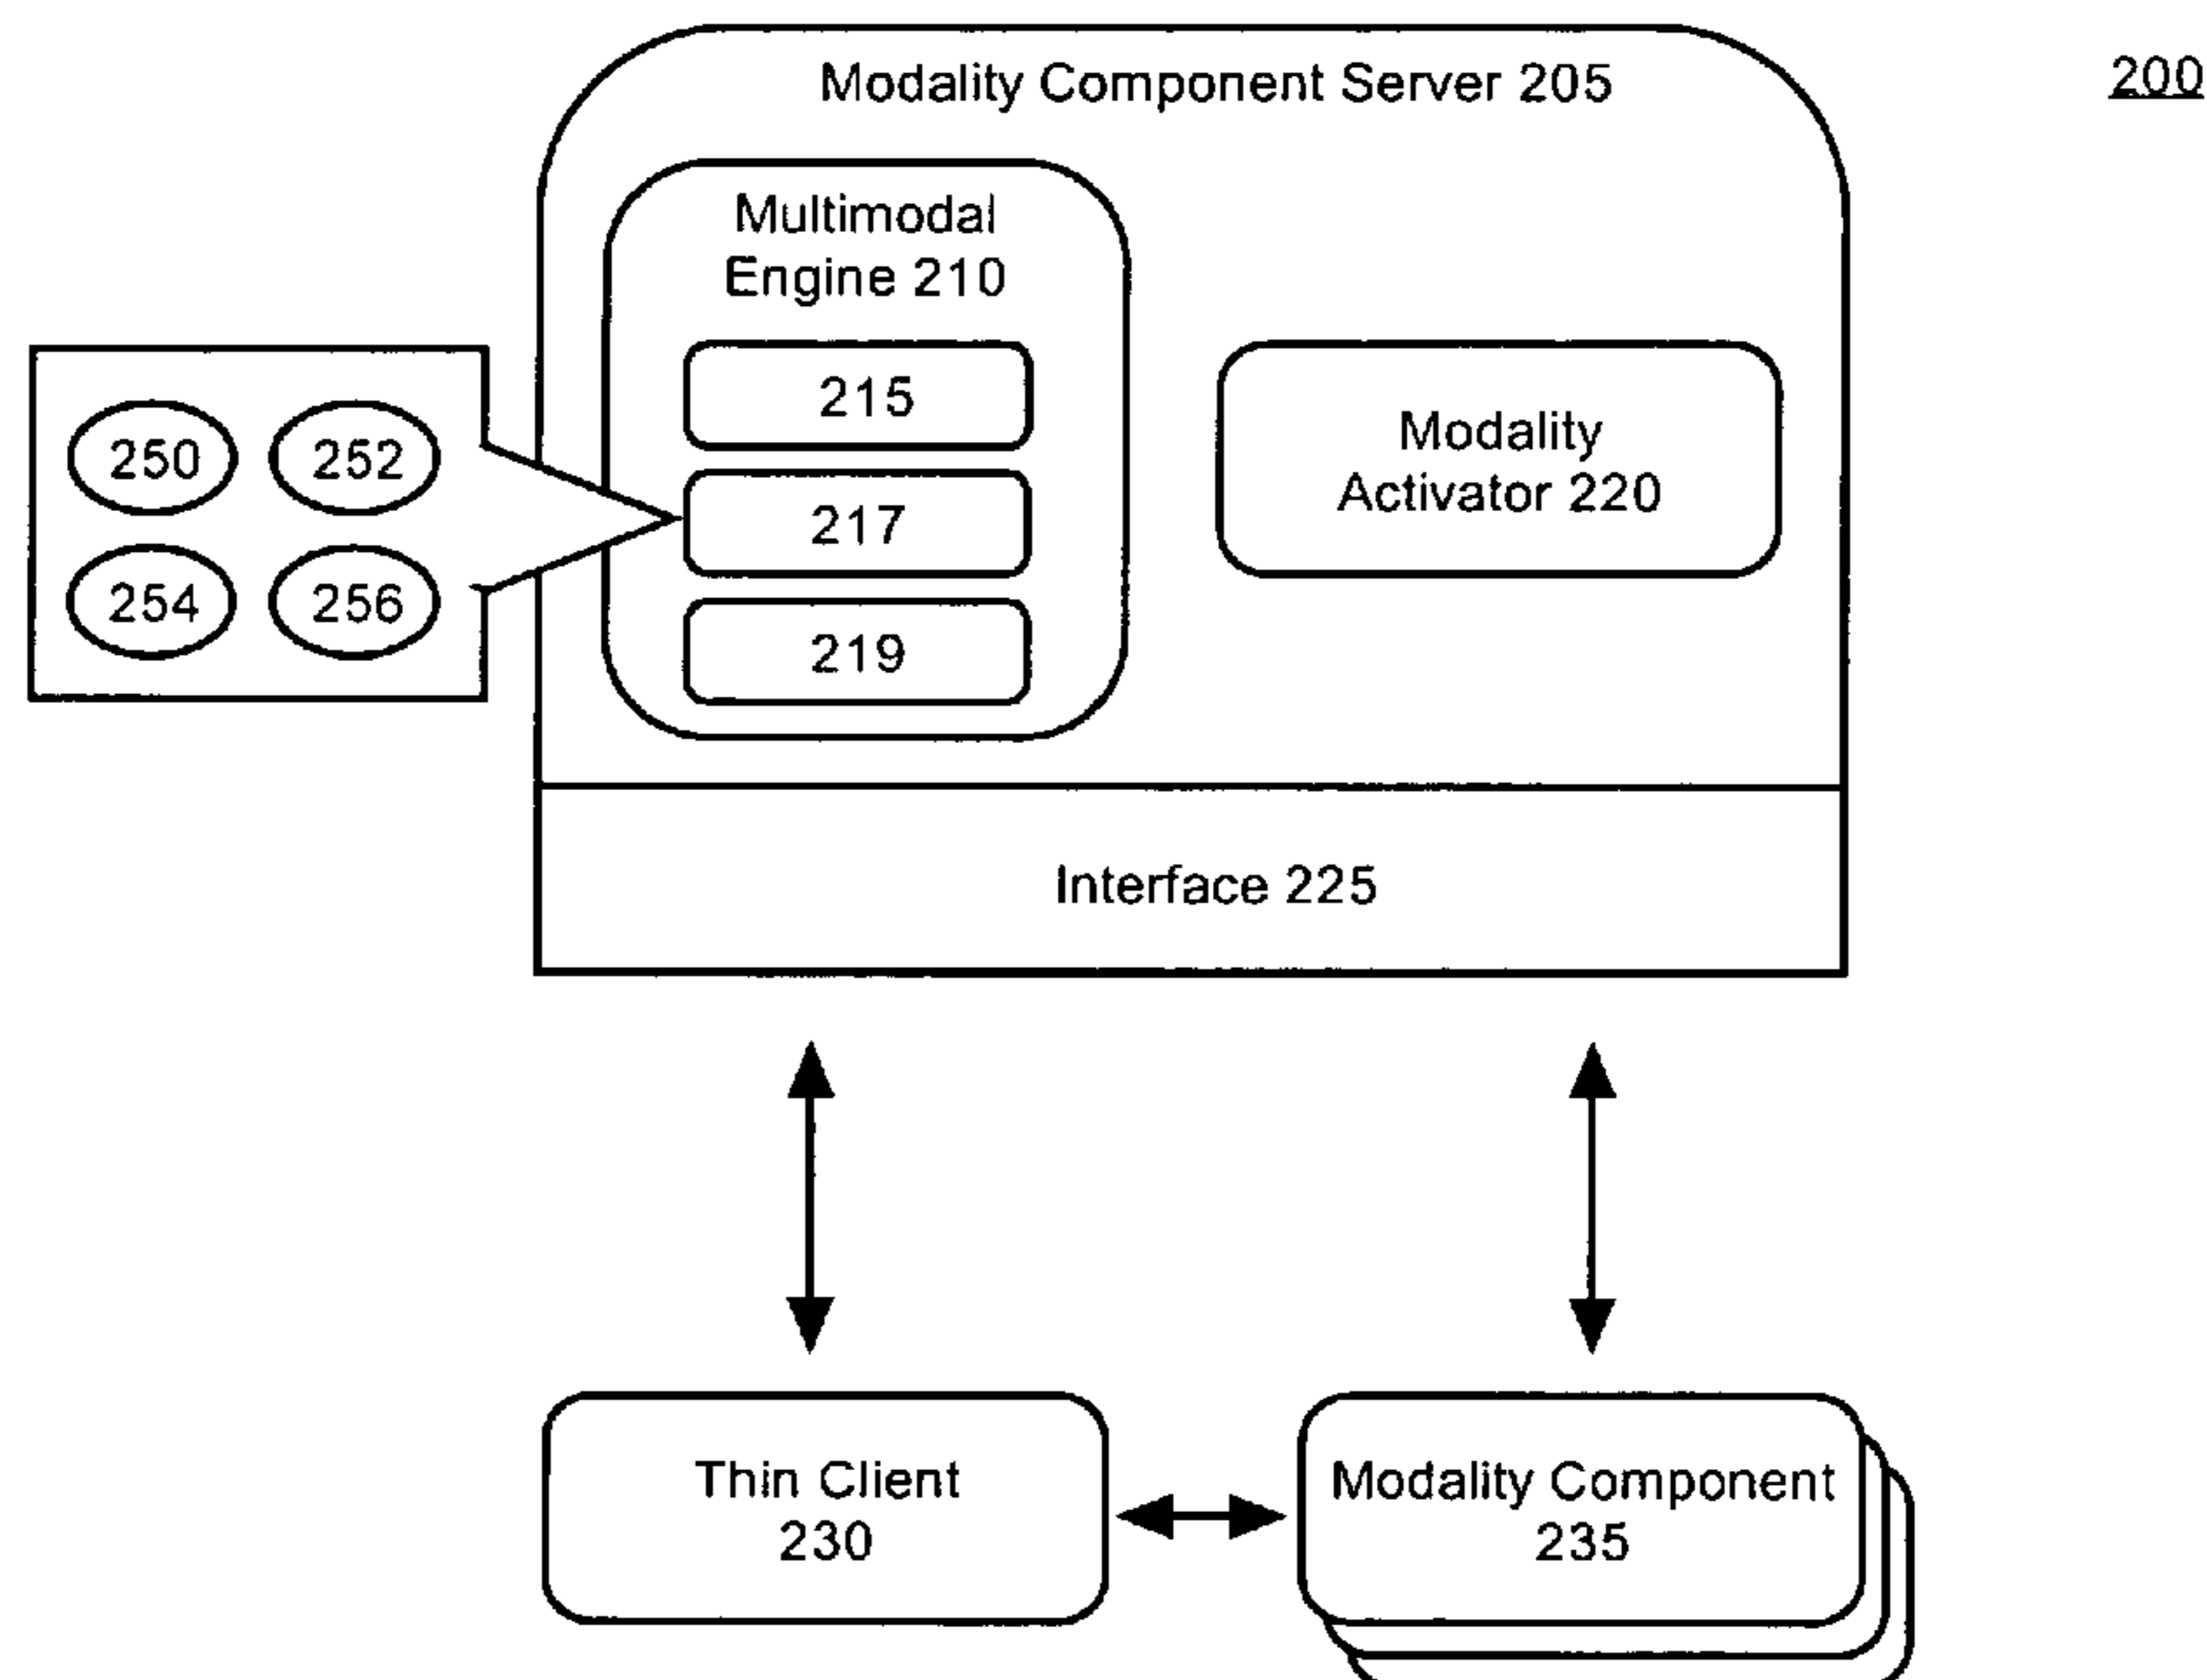 Modality Component Server 205
200
Multimodal
Engine 210
215
250
252
217
Modality
Activator 220
254
256
219
Interface 225
Thin Client
230
Modality Component
235